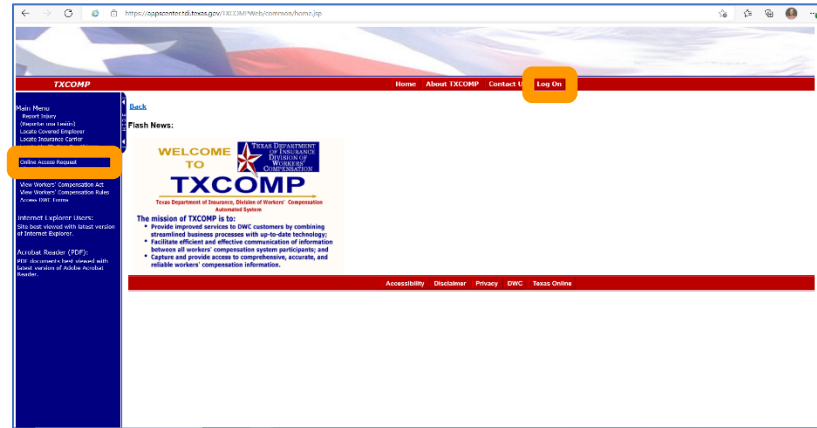 https://appscenter.tdi.texas.gov/TXCOMPWeb/common/home.jsp
TXCOMP
Home About TXCOMP Contact U Log On
Main Menu
Report Injury
(Reportar una Lesión)
Locate Covered Employer
Locate Insurance Carrier
Online Access Request
View Workers' Compensation Act
View Workers' Compensation Rules
Access DWC Forms
Internet Explorer Users:
Site best viewed with latest version
of Internet Explorer.
Acrobat Reader (PDF):
PDF documents best viewed with
latest version of Adobe Acrobat
Reader.
Back
Flash News:
WELCOME
TO
TEXAS DEPARTMENT
OF INSURANCE
DIVISION OF
WORKERS'
COMPENSATION
TXCOMP
Texas Department of Insurance, Division of Workers' Compensation
Automated System
The mission of TXCOMP is to:
• Provide improved services to DWC customers by combining
streamlined business processes with up-to-date technology;
• Facilitate efficient and effective communication of information
between all workers' compensation system participants; and
• Capture and provide access to comprehensive, accurate, and
reliable workers' compensation information.
Accessibility Disclaimer Privacy DWC Texas Online